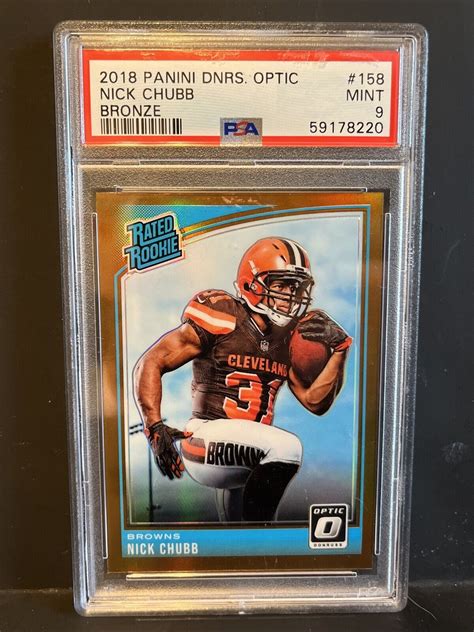 2018 PANINI DNRS. OPTIC #158
NICK CHUBB MINT
BRONZE 9
PSA 59178220
RATED
ROOKIE
CLEVELAND
31
BROWNS
OPTIC
O
DONRUSS
BROWNS
NICK CHUBB